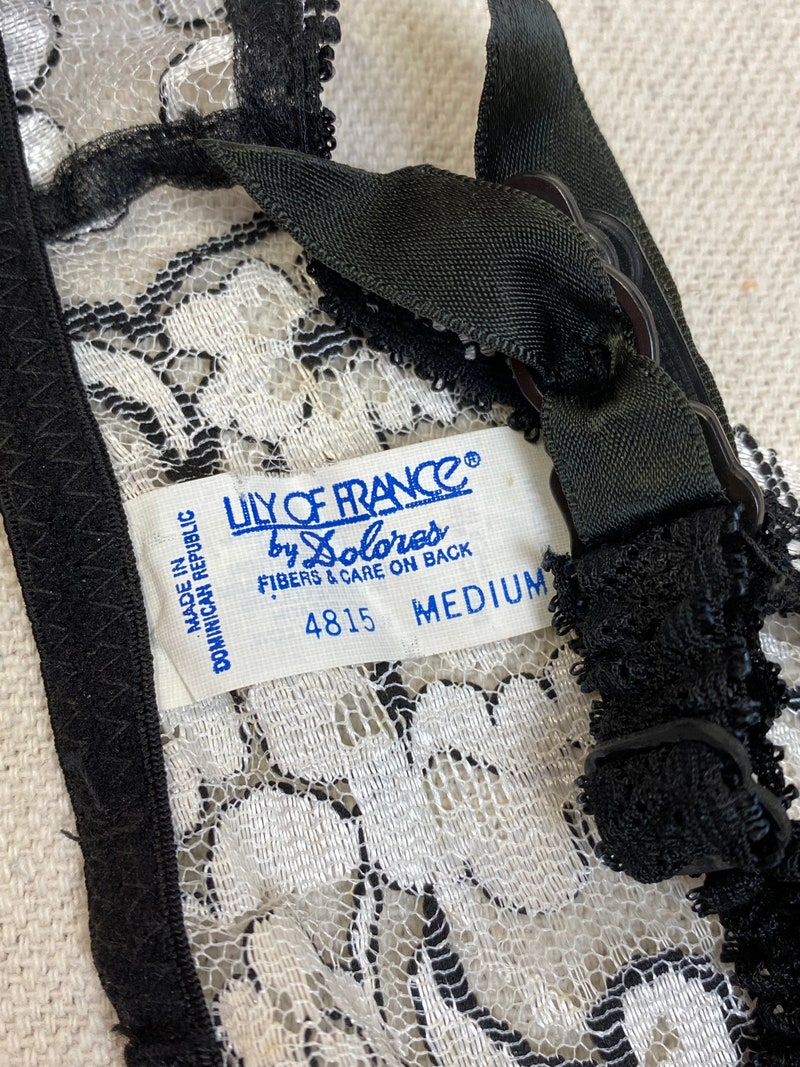 LILY OF FRANCE®
by Dolores
FIBERS & CARE ON BACK
4815 MEDIUM
MADE IN
DOMINICAN REPUBLIC